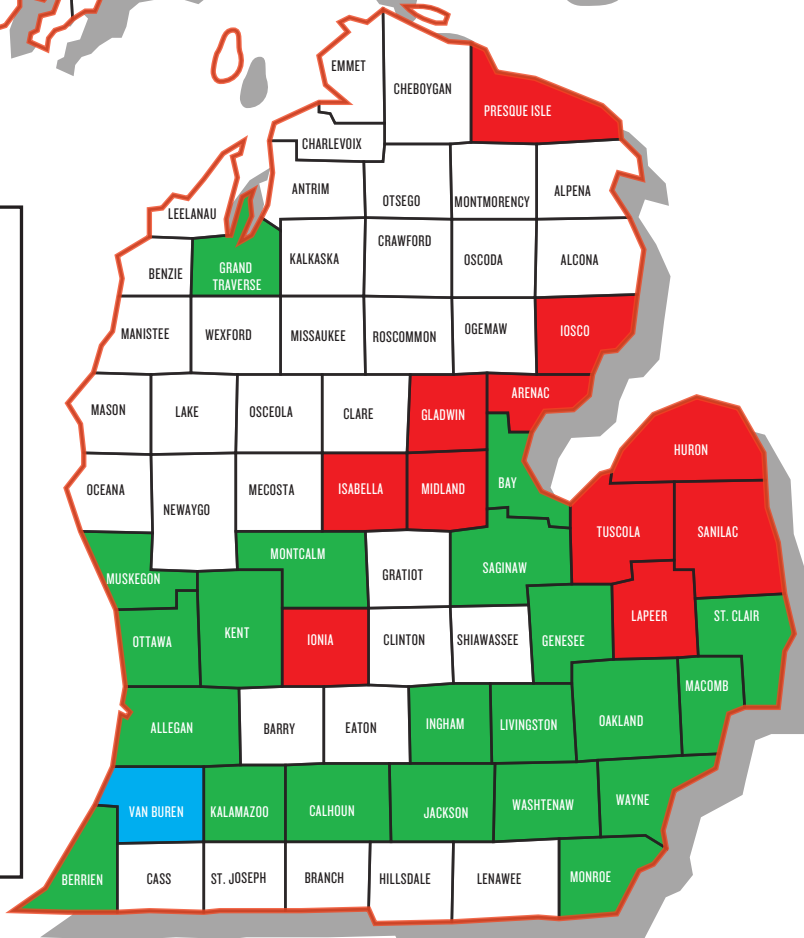 EMMET
CHEBOYGAN
PRESQUE ISLE
CHARLEVOIX
ANTRIM
OTSEGO
MONTMORENCY
ALPENA
LEELANAU
BENZIE
GRAND
TRAVERSE
KALKASKA
CRAWFORD
OSCODA
ALCONA
MANISTEE
WEXFORD
MISSAUKEE
ROSCOMMON
OGEMAW
IOSCO
MASON
LAKE
OSCEOLA
CLARE
GLADWIN
ARENAC
HURON
OCEANA
NEWAYGO
MECOSTA
ISABELLA
MIDLAND
BAY
TUSCOLA
SANILAC
MUSKEGON
MONTCALM
GRATIOT
SAGINAW
OTTAWA
KENT
IONIA
CLINTON
SHIAWASSEE
GENESEE
LAPEER
ST. CLAIR
ALLEGAN
BARRY
EATON
INGHAM
LIVINGSTON
OAKLAND
MACOMB
VAN BUREN
KALAMAZOO
CALHOUN
JACKSON
WASHTENAW
WAYNE
BERRIEN
CASS
ST. JOSEPH
BRANCH
HILLSDALE
LENAWEE
MONROE